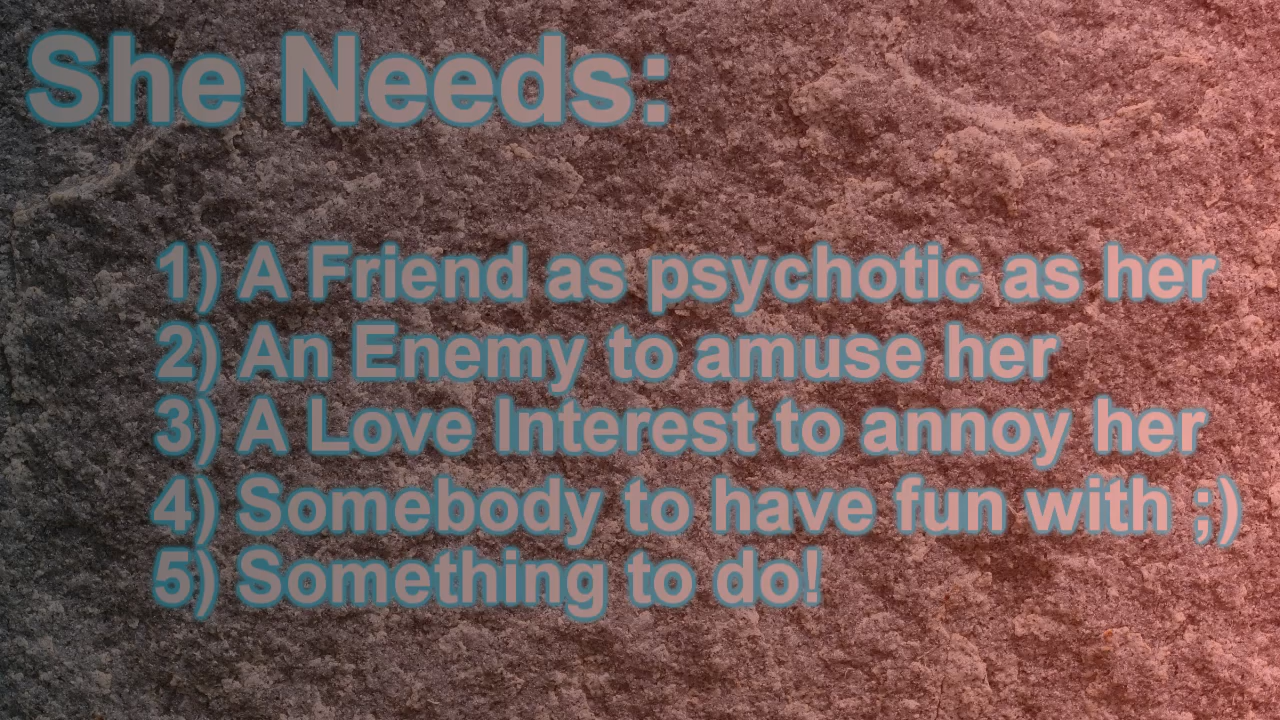 She Needs:
1) A Friend as psychotic as her
2) An Enemy to amuse her
3) A Love Interest to annoy her
4) Somebody to have fun with ;)
5) Something to do!